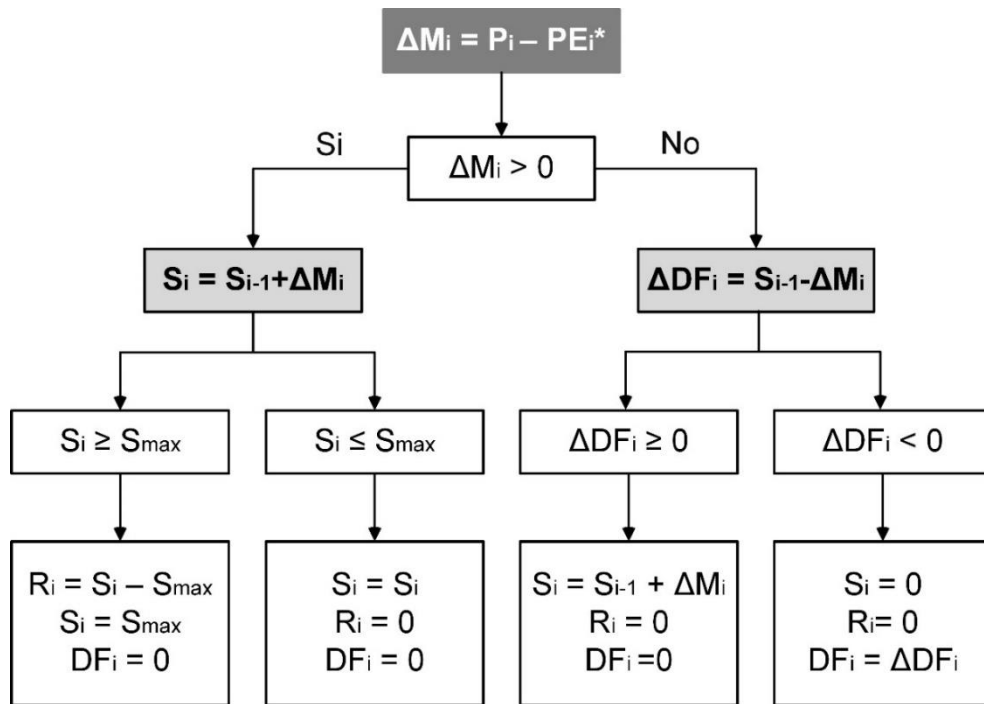 ΔMi = Pi – PEi*
Si
No
ΔMi > 0
Si = Si-1+ΔMi
ΔDFi = Si-1-ΔMi
Si ≥ Smax
Si ≤ Smax
ΔDFi ≥ 0
ΔDFi < 0
Ri = Si – Smax
Si = Smax
DFi = 0
Si = Si
Ri = 0
DFi = 0
Si = Si-1 + ΔMi
Ri = 0
DFi =0
Si = 0
Ri= 0
DFi = ΔDFi